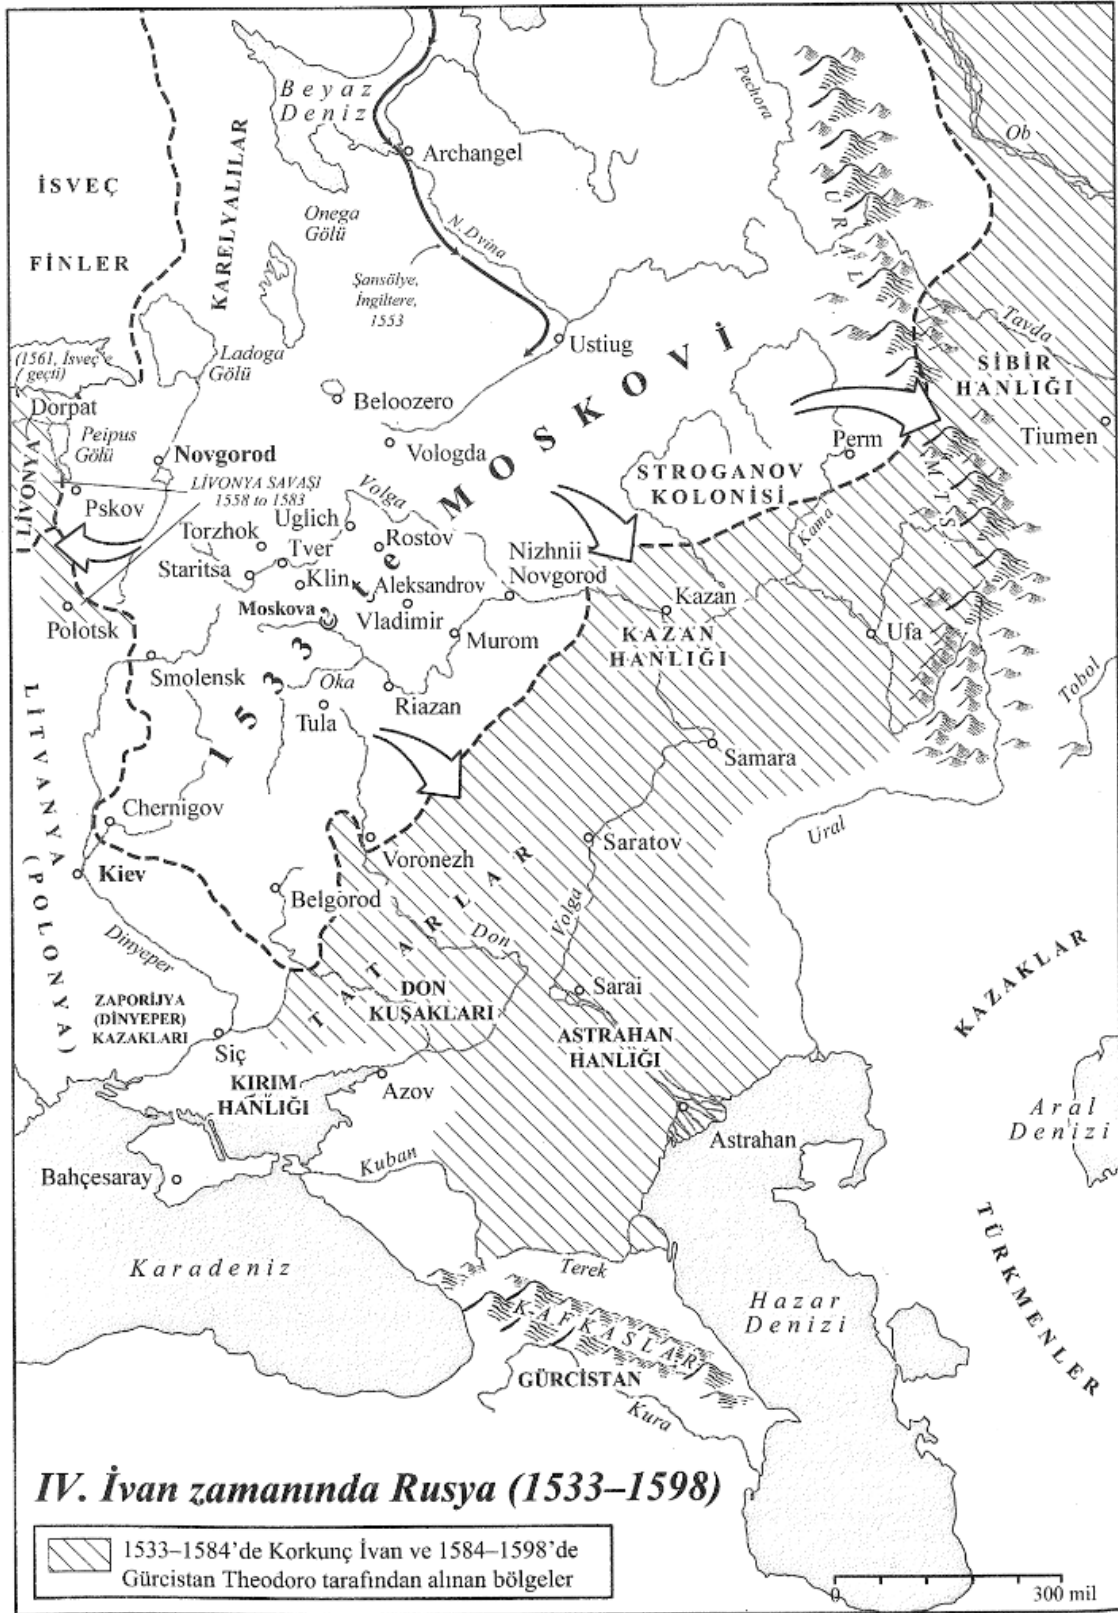 Beyaz
Deniz
Pechora
Ob
Archangel
İSVEÇ
KARELYALILAR
Onega
Gölü
N. Dvina
URAL
FİNLER
Şansölye,
İngiltere,
1553
Tavda
(1561, İsveç'e
geçti)
Ladoga
Gölü
Ustiug
SİBİR
HANLIĞI
Dorpat
Beloozero
MOSKOVİ
Tiumen
Peipus
Gölü
Novgorod
Vologda
Perm
LİVONYA
LİVONYA SAVAŞI
1558 to 1583
STROGANOV
KOLONİSİ
MTS.
Pskov
Volga
Uglich
Torzhok
Rostov
Kama
Tver
Nizhnii
Novgorod
Staritsa
Klin
Aleksandrov
1533'te
Kazan
Moskova
Vladimir
Polotsk
Murom
KAZAN
HANLIĞI
Ufa
Smolensk
Oka
Riazan
Tobol
Tula
Samara
LİTVANYA
(POLONYA)
Chernigov
Ural
Voronezh
Saratov
Kiev
Belgorod
TATARLAR
Volga
Dinyeper
Don
KAZAKLAR
ZAPORİJYA
(DİNYEPER)
KAZAKLARI
DON
KUŞAKLARI
Sarai
Siç
ASTRAHAN
HANLIĞI
KIRIM
HANLIĞI
Azov
Aral
Denizi
Astrahan
Bahçesaray
Kuban
TÜRKMENLER
Karadeniz
Terek
Hazar
Denizi
KAFKASLAR
GÜRCİSTAN
Kura
IV. İvan zamanında Rusya (1533–1598)
1533–1584'de Korkunç İvan ve 1584–1598'de
Gürcistan Theodoro tarafından alınan bölgeler
0 300 mil